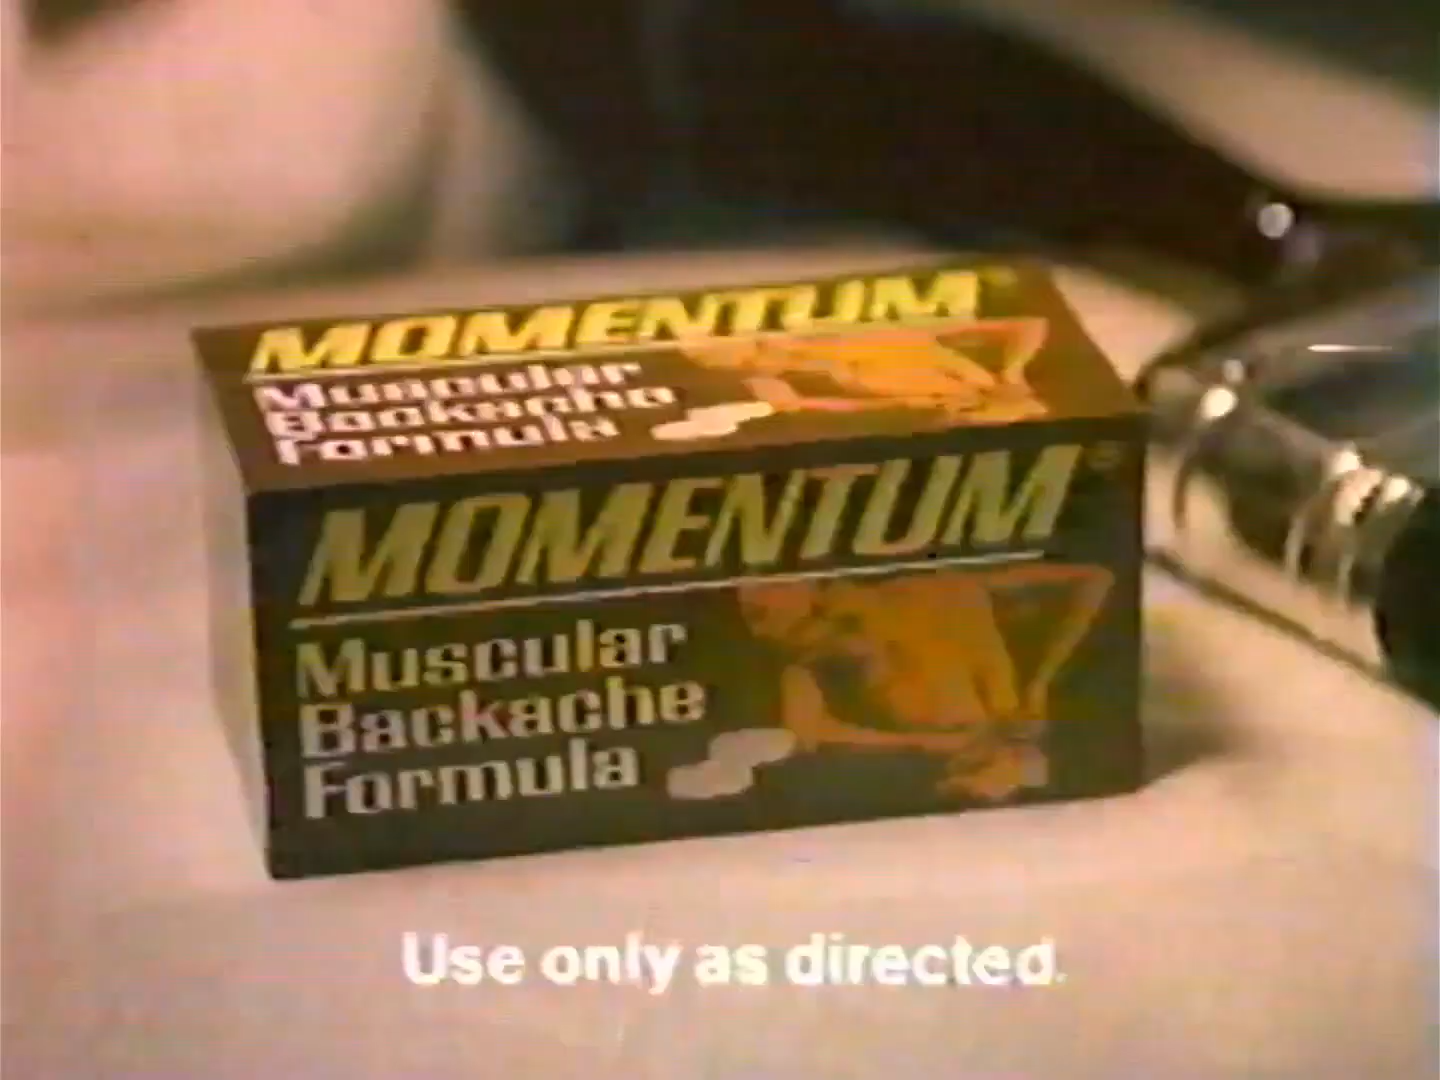 MOMENTUM®
Muscular
Backache
Formula
MOMENTUM®
Muscular
Backache
Formula
Use only as directed.